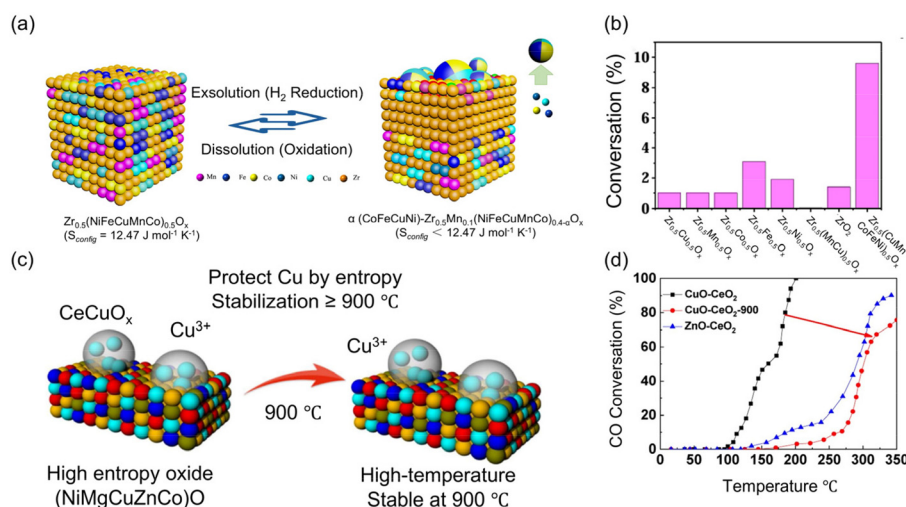 (a)
Exsolution (H₂ Reduction)
Dissolution (Oxidation)
Mn Fe Co Ni Cu Zr
Zr₀.₅(NiFeCuMnCo)₀.₅Oₓ
(Sconfig = 12.47 J mol⁻¹ K⁻¹)
α (CoFeCuNi)-Zr₀.₅Mn₀.₁(NiFeCuMnCo)₀.₄₋αOₓ
(Sconfig < 12.47 J mol⁻¹ K⁻¹)
(b)
Conversation (%)
10
8
6
4
2
0
Zr₀.₅Cu₀.₅Oₓ
Zr₀.₅Mn₀.₅Oₓ
Zr₀.₅Co₀.₅Oₓ
Zr₀.₅Fe₀.₅Oₓ
Zr₀.₅Ni₀.₅Oₓ
Zr₀.₅(MnCu)₀.₅Oₓ
ZrO₂
Zr₀.₅(CuMn
CoFeNi)₀.₅Oₓ
(c)
Protect Cu by entropy
Stabilization ≥ 900 ℃
CeCuOₓ
Cu³⁺
900 ℃
Cu³⁺
High entropy oxide
(NiMgCuZnCo)O
High-temperature
Stable at 900 ℃
(d)
CO Conversion (%)
100
80
60
40
20
0
CuO-CeO₂
CuO-CeO₂-900
ZnO-CeO₂
0 50 100 150 200 250 300 350
Temperature ℃